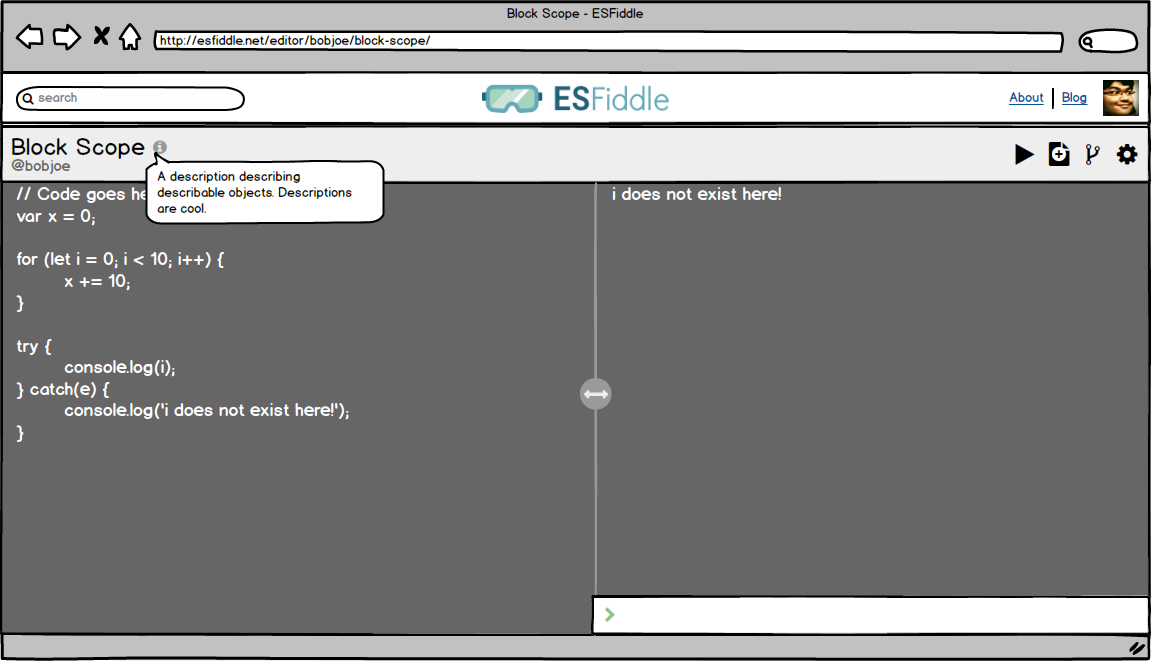 Block Scope - ESFiddle
http://esfiddle.net/editor/bobjoe/block-scope/
search
ESFiddle
About
Blog
Block Scope
@bobjoe
A description describing
describable objects. Descriptions
are cool.
// Code goes he
var x = 0;
for (let i = 0; i < 10; i++) {
x += 10;
}
try {
console.log(i);
} catch(e) {
console.log('i does not exist here!');
}
i does not exist here!